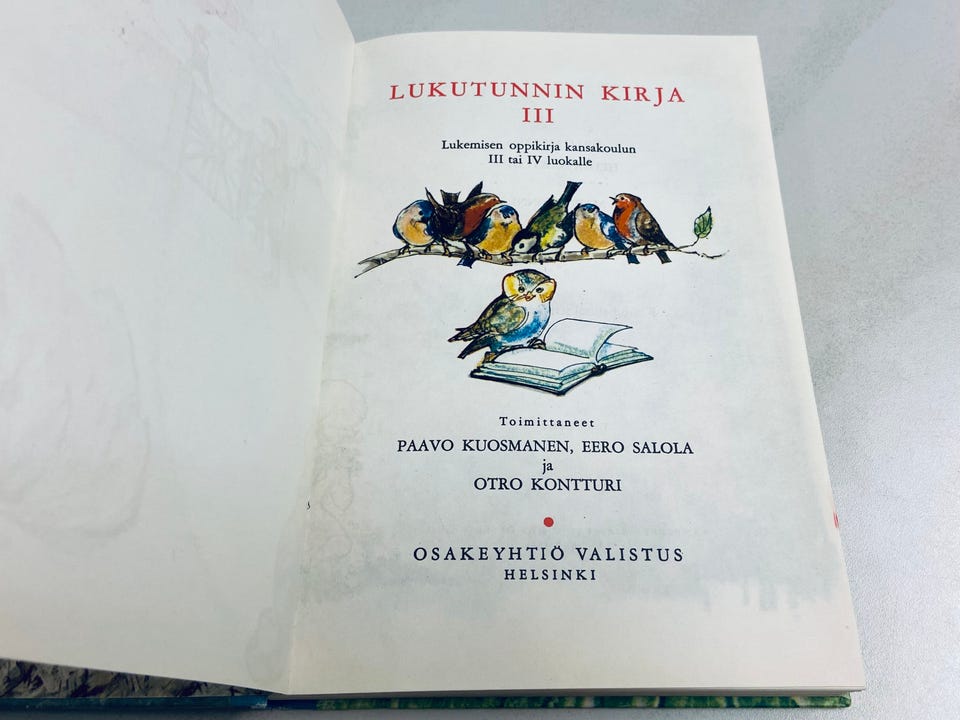 LUKUTUNNIN KIRJA
III
Lukemisen oppikirja kansakoulun
III tai IV luokalle
Toimittaneet
PAAVO KUOSMANEN, EERO SALOLA
ja
OTRO KONTTURI
OSAKEYHTIÖ VALISTUS
HELSINKI